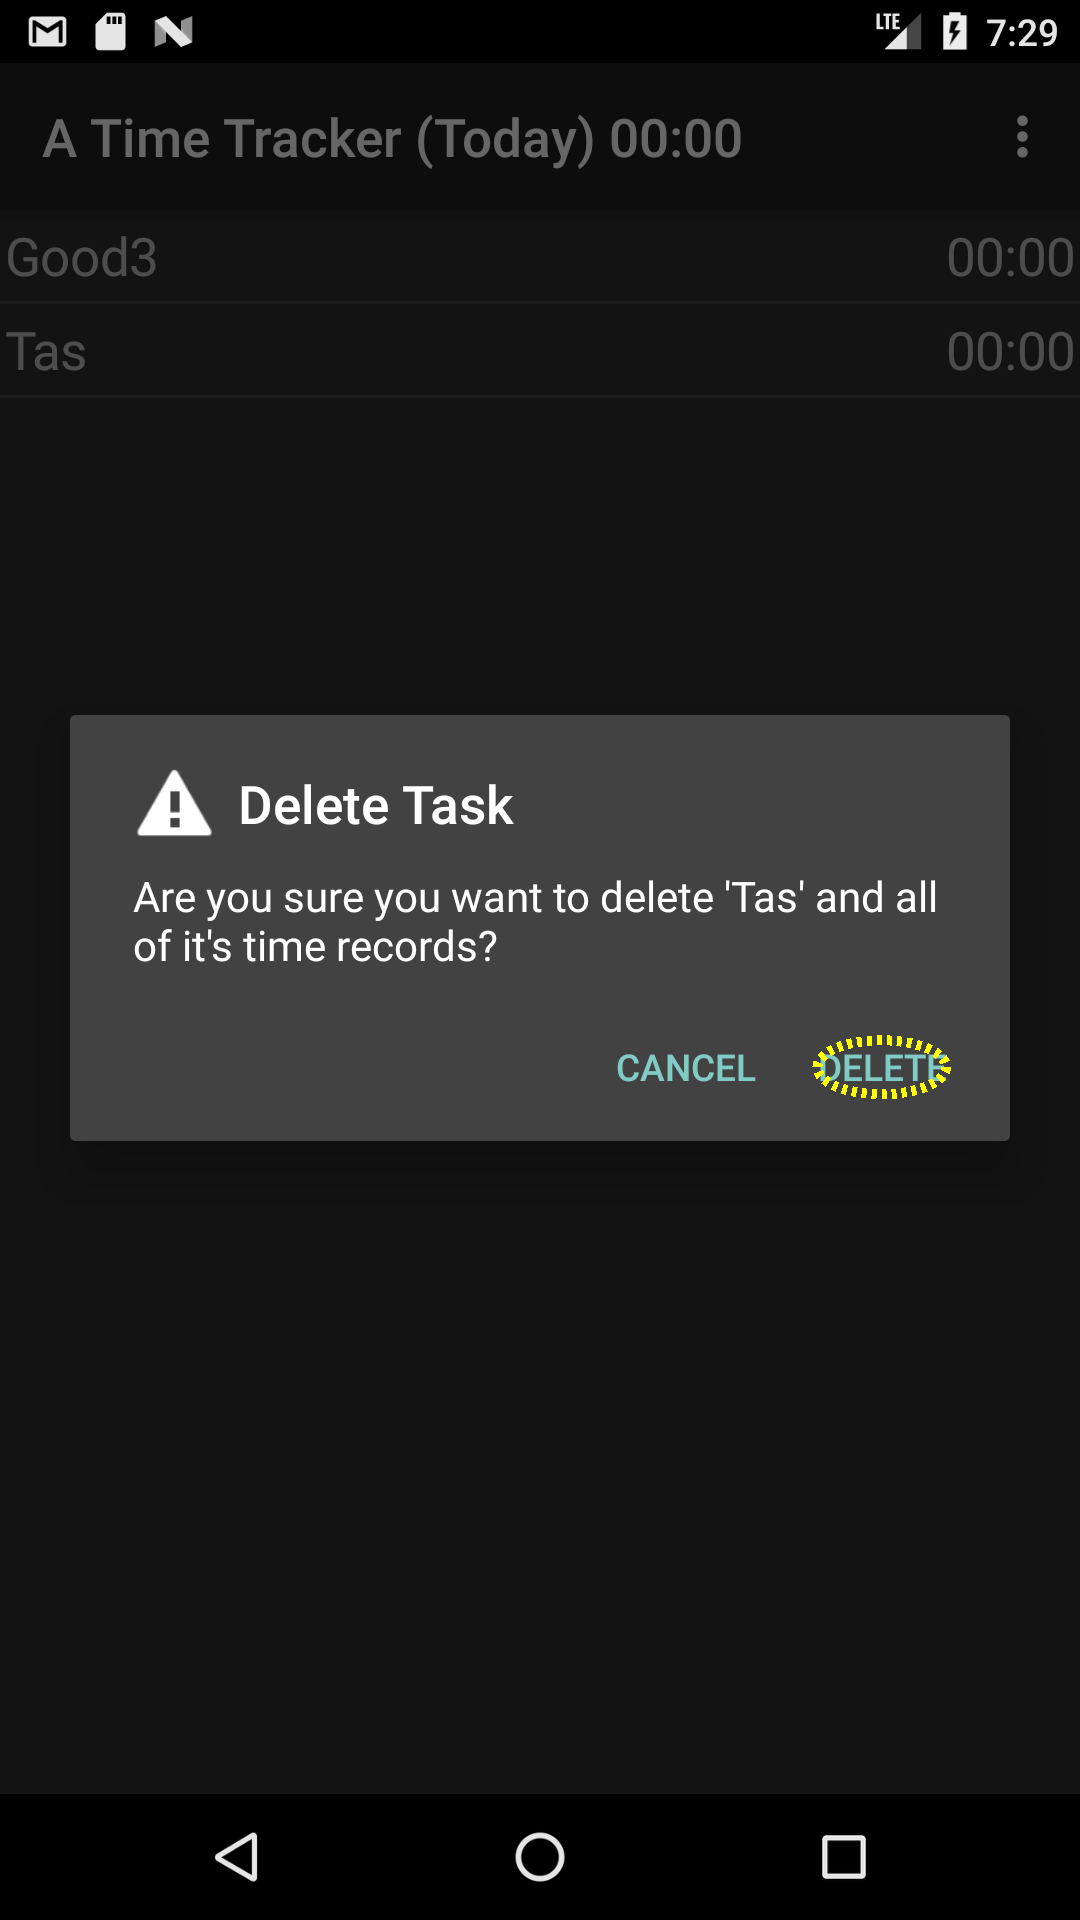 LTE 7:29
A Time Tracker (Today) 00:00
Good3 00:00
Tas 00:00
Delete Task
Are you sure you want to delete 'Tas' and all
of it's time records?
CANCEL DELETE